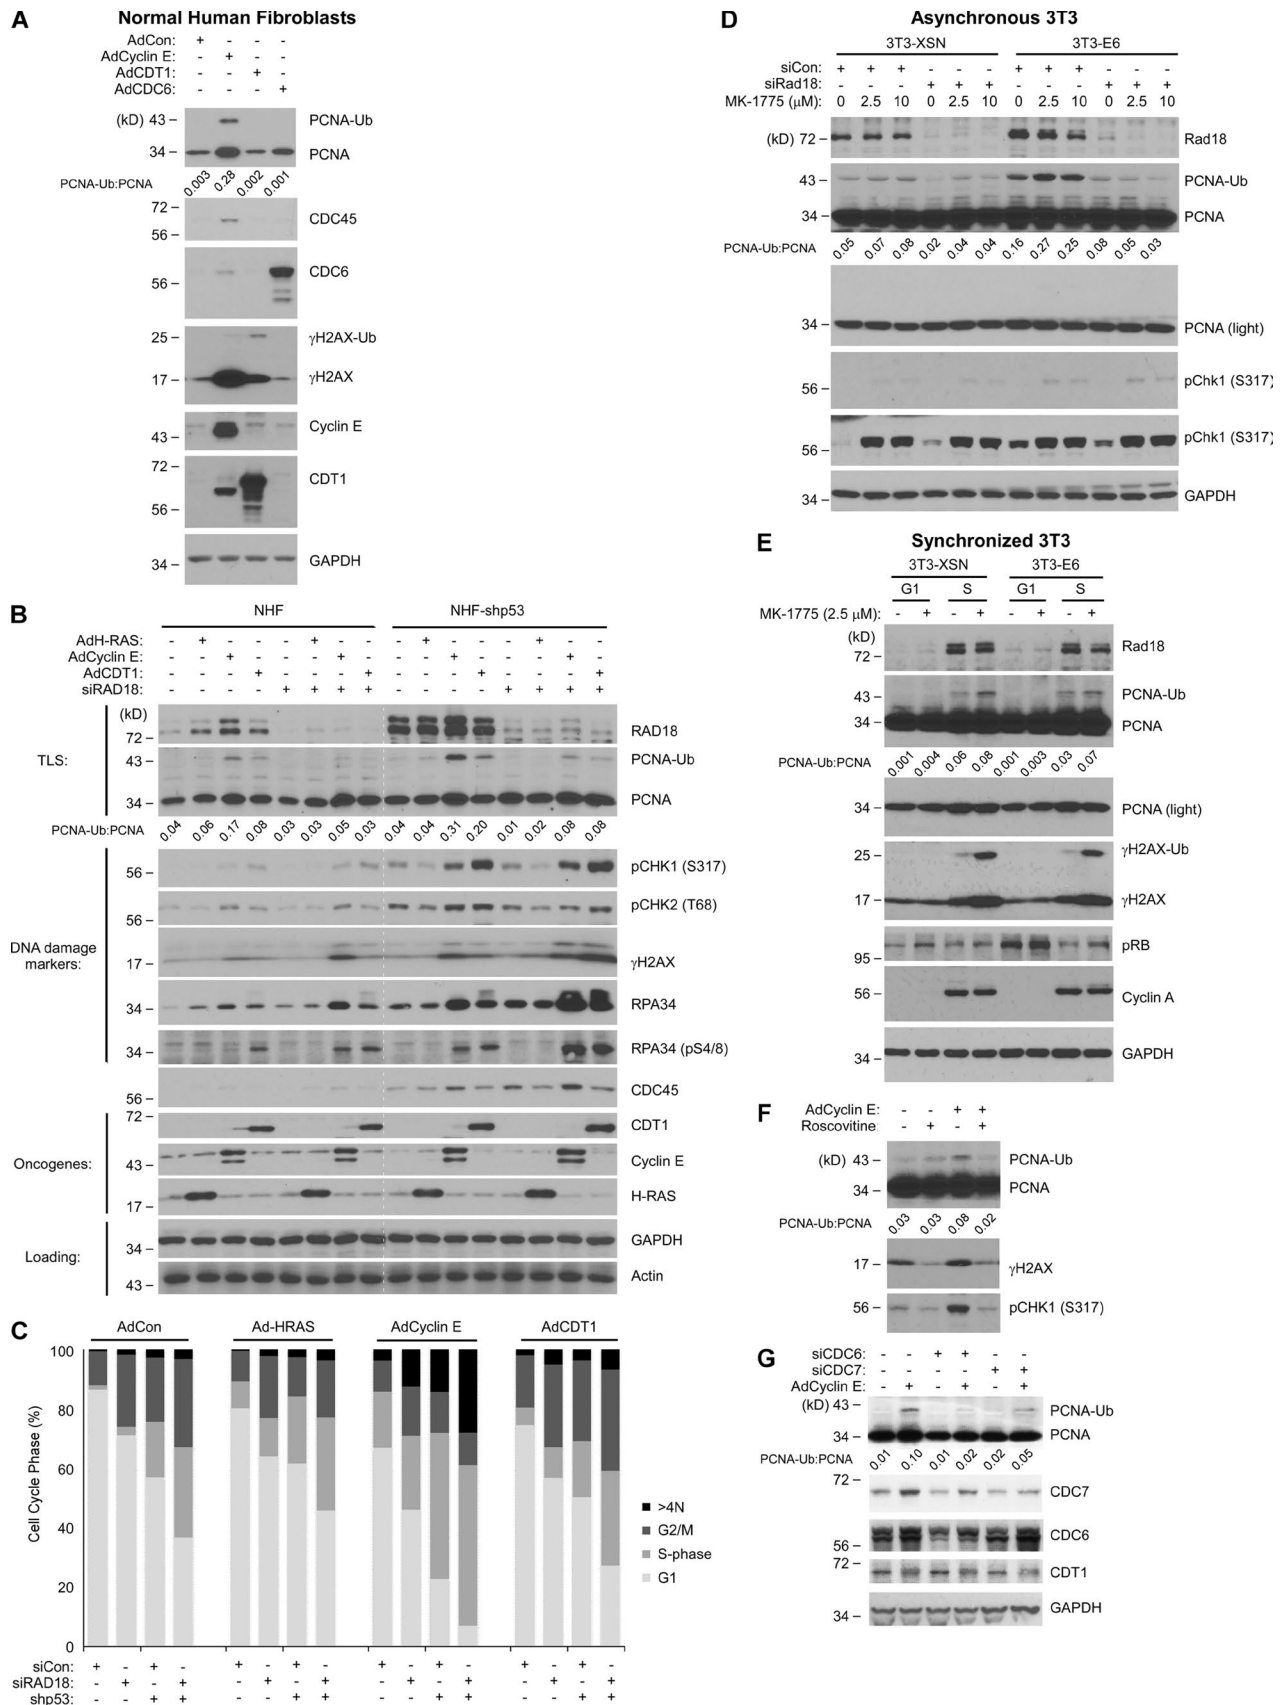 A Normal Human Fibroblasts
AdCon: + - - -
AdCyclin E: - + - -
AdCDT1: - - + -
AdCDC6: - - - +
(kD) 43 – PCNA-Ub
34 – PCNA
PCNA-Ub:PCNA 0.003 0.28 0.002 0.001
72 –
CDC45
56 –
CDC6
56 –
25 – γH2AX-Ub
17 – γH2AX
Cyclin E
43 –
72 –
CDT1
56 –
34 – GAPDH
B NHF NHF-shp53
AdH-RAS: - + - - - + - - - + - - - + - -
AdCyclin E: - - + - - - + - - - + - - - + -
AdCDT1: - - - + - - - + - - - + - - - +
siRAD18: - - - - + + + + - - - - + + + +
(kD)
RAD18
72 –
TLS:
43 – PCNA-Ub
34 – PCNA
PCNA-Ub:PCNA 0.04 0.06 0.17 0.08 0.03 0.03 0.05 0.03 0.04 0.04 0.31 0.20 0.01 0.02 0.08 0.08
56 – pCHK1 (S317)
56 – pCHK2 (T68)
DNA damage
markers:
17 – γH2AX
34 – RPA34
34 – RPA34 (pS4/8)
56 – CDC45
72 – CDT1
56 –
Oncogenes:
43 – Cyclin E
17 – H-RAS
Loading:
34 – GAPDH
43 – Actin
C AdCon Ad-HRAS AdCyclin E AdCDT1
Cell Cycle Phase (%)
100
80
60
40
20
0
>4N
G2/M
S-phase
G1
siCon: + - + - + - + - + - + - + - + -
siRAD18: - + - + - + - + - + - + - + - +
shp53: - - + + - - + + - - + + - - + +
D Asynchronous 3T3
3T3-XSN 3T3-E6
siCon: + + + - - - + + + - - -
siRad18: - - - + + + - - - + + +
MK-1775 (μM): 0 2.5 10 0 2.5 10 0 2.5 10 0 2.5 10
(kD) 72 – Rad18
43 – PCNA-Ub
34 – PCNA
PCNA-Ub:PCNA 0.05 0.07 0.08 0.02 0.04 0.04 0.16 0.27 0.25 0.08 0.05 0.03
34 – PCNA (light)
56 – pChk1 (S317)
56 – pChk1 (S317)
34 – GAPDH
E Synchronized 3T3
3T3-XSN 3T3-E6
G1 S G1 S
MK-1775 (2.5 μM): - + - + - + - +
(kD)
72 – Rad18
43 – PCNA-Ub
34 – PCNA
PCNA-Ub:PCNA 0.001 0.004 0.06 0.08 0.001 0.003 0.03 0.07
34 – PCNA (light)
25 – γH2AX-Ub
17 – γH2AX
pRB
95 –
56 – Cyclin A
34 – GAPDH
F AdCyclin E: - - + +
Roscovitine - + - +
(kD) 43 – PCNA-Ub
34 – PCNA
PCNA-Ub:PCNA 0.03 0.03 0.08 0.02
17 – γH2AX
56 – pCHK1 (S317)
G siCDC6: - - + + - -
siCDC7: - - - - + +
AdCyclin E: - + - + - +
(kD) 43 – PCNA-Ub
34 – PCNA
PCNA-Ub:PCNA 0.01 0.10 0.01 0.02 0.02 0.05
72 –
CDC7
CDC6
56 –
72 –
CDT1
34 – GAPDH